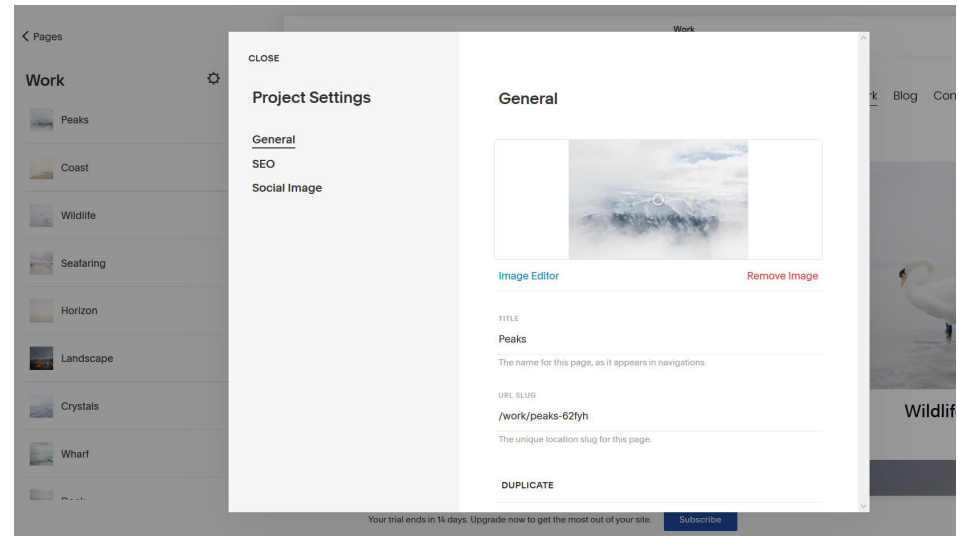 Pages
Work
Peaks
Coast
Wildlife
Seafaring
Horizon
Landscape
Crystals
Wharf
CLOSE
Project Settings
General
SEO
Social Image
General
Image Editor
Remove Image
TITLE
Peaks
The name for this page, as it appears in navigations.
URL SLUG
/work/peaks-62fyh
The unique location slug for this page.
DUPLICATE
Work
Blog
Your trial ends in 14 days. Upgrade now to get the most out of your site.
Subscribe